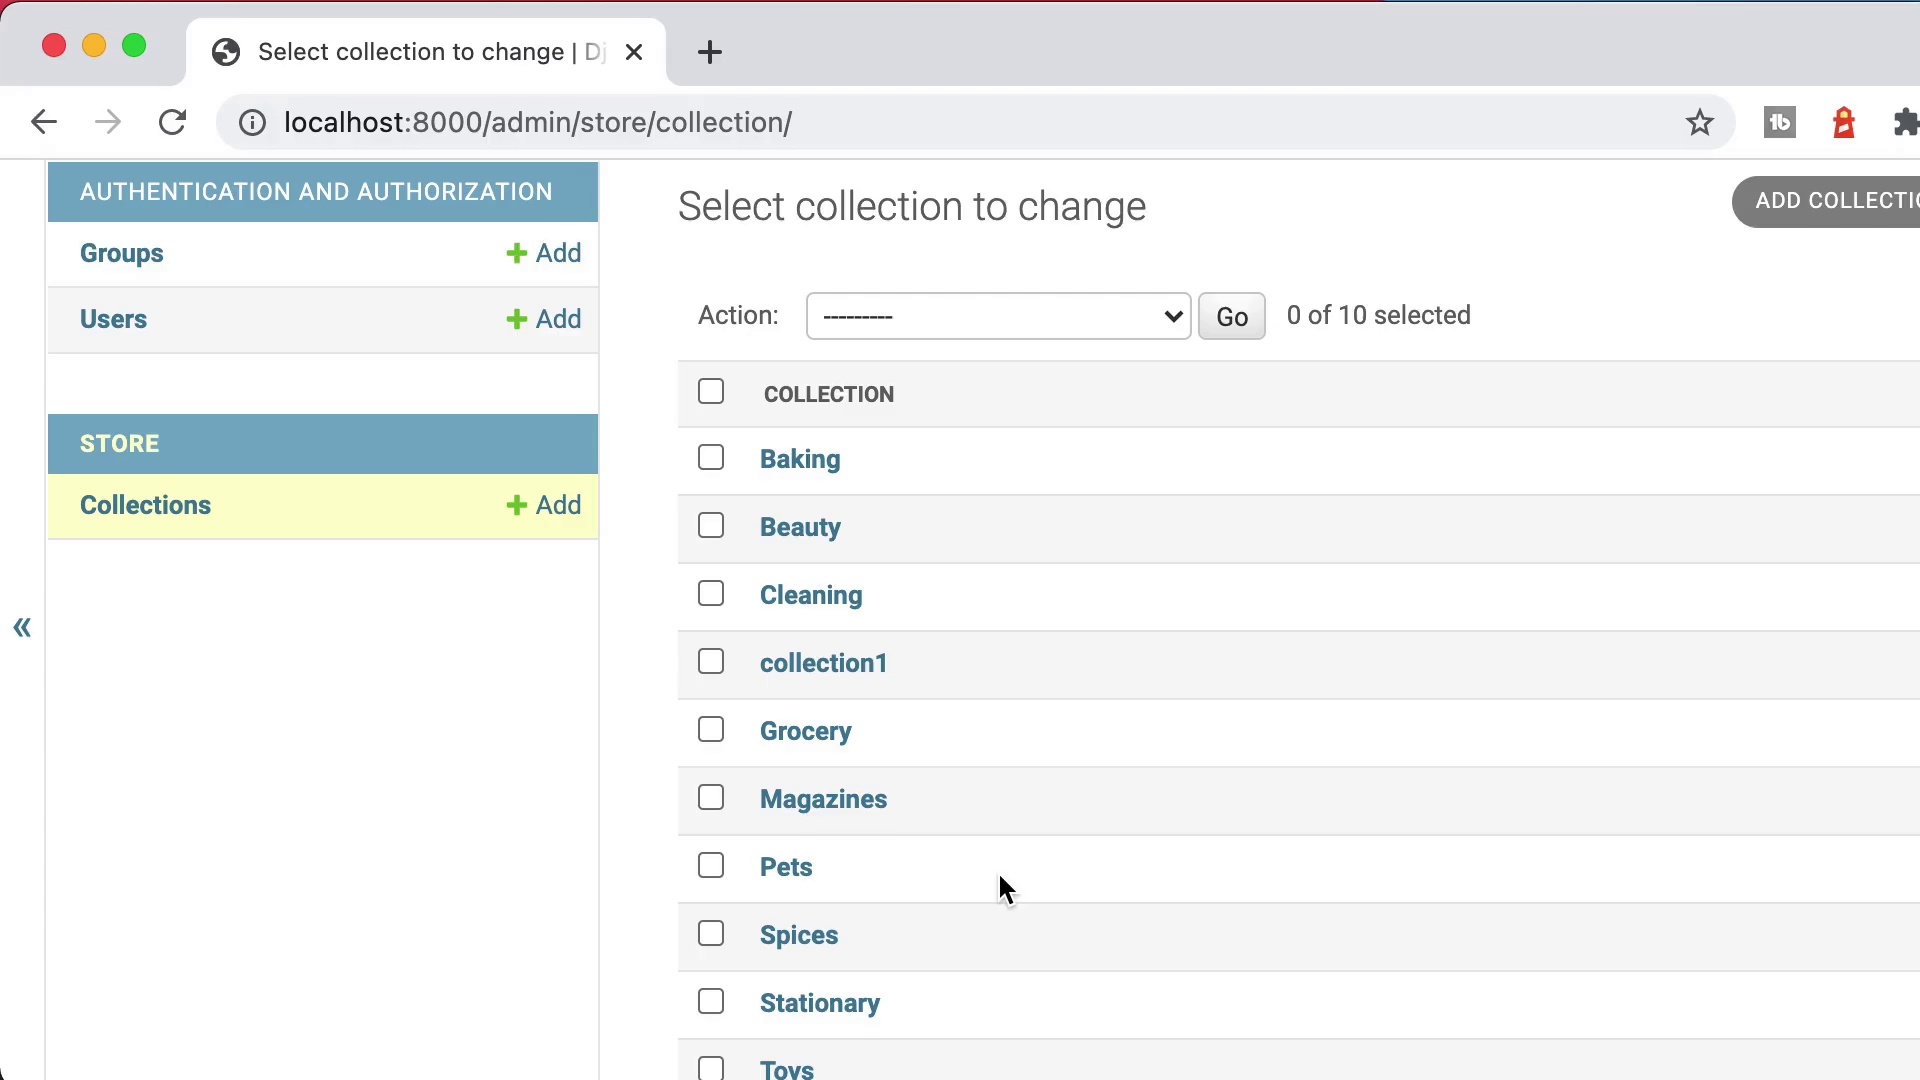 Select collection to change | Dj
localhost:8000/admin/store/collection/
AUTHENTICATION AND AUTHORIZATION
Groups
Add
Users
Add
STORE
Collections
Add
«
Select collection to change
ADD COLLECTIO
Action:
---------
Go
0 of 10 selected
COLLECTION
Baking
Beauty
Cleaning
collection1
Grocery
Magazines
Pets
Spices
Stationary
Toys